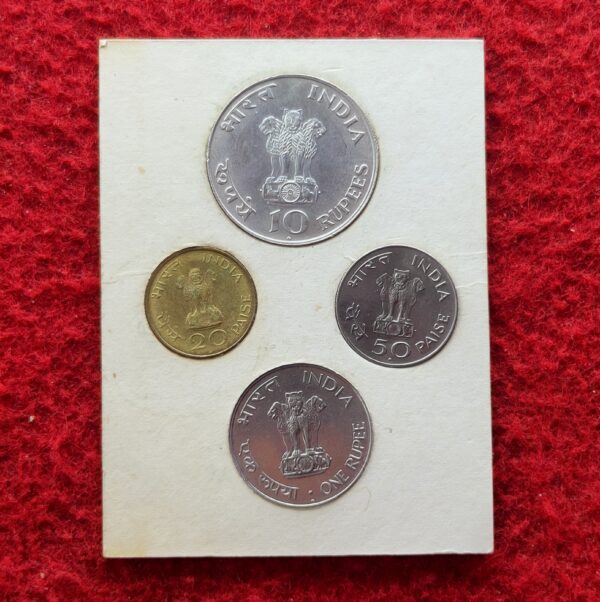 भारत INDIA
रुपये 10 RUPEES
भारत INDIA
पैसे 20 PAISE
भारत INDIA
पैसे 50 PAISE
भारत INDIA
एक रूपया : ONE RUPEE